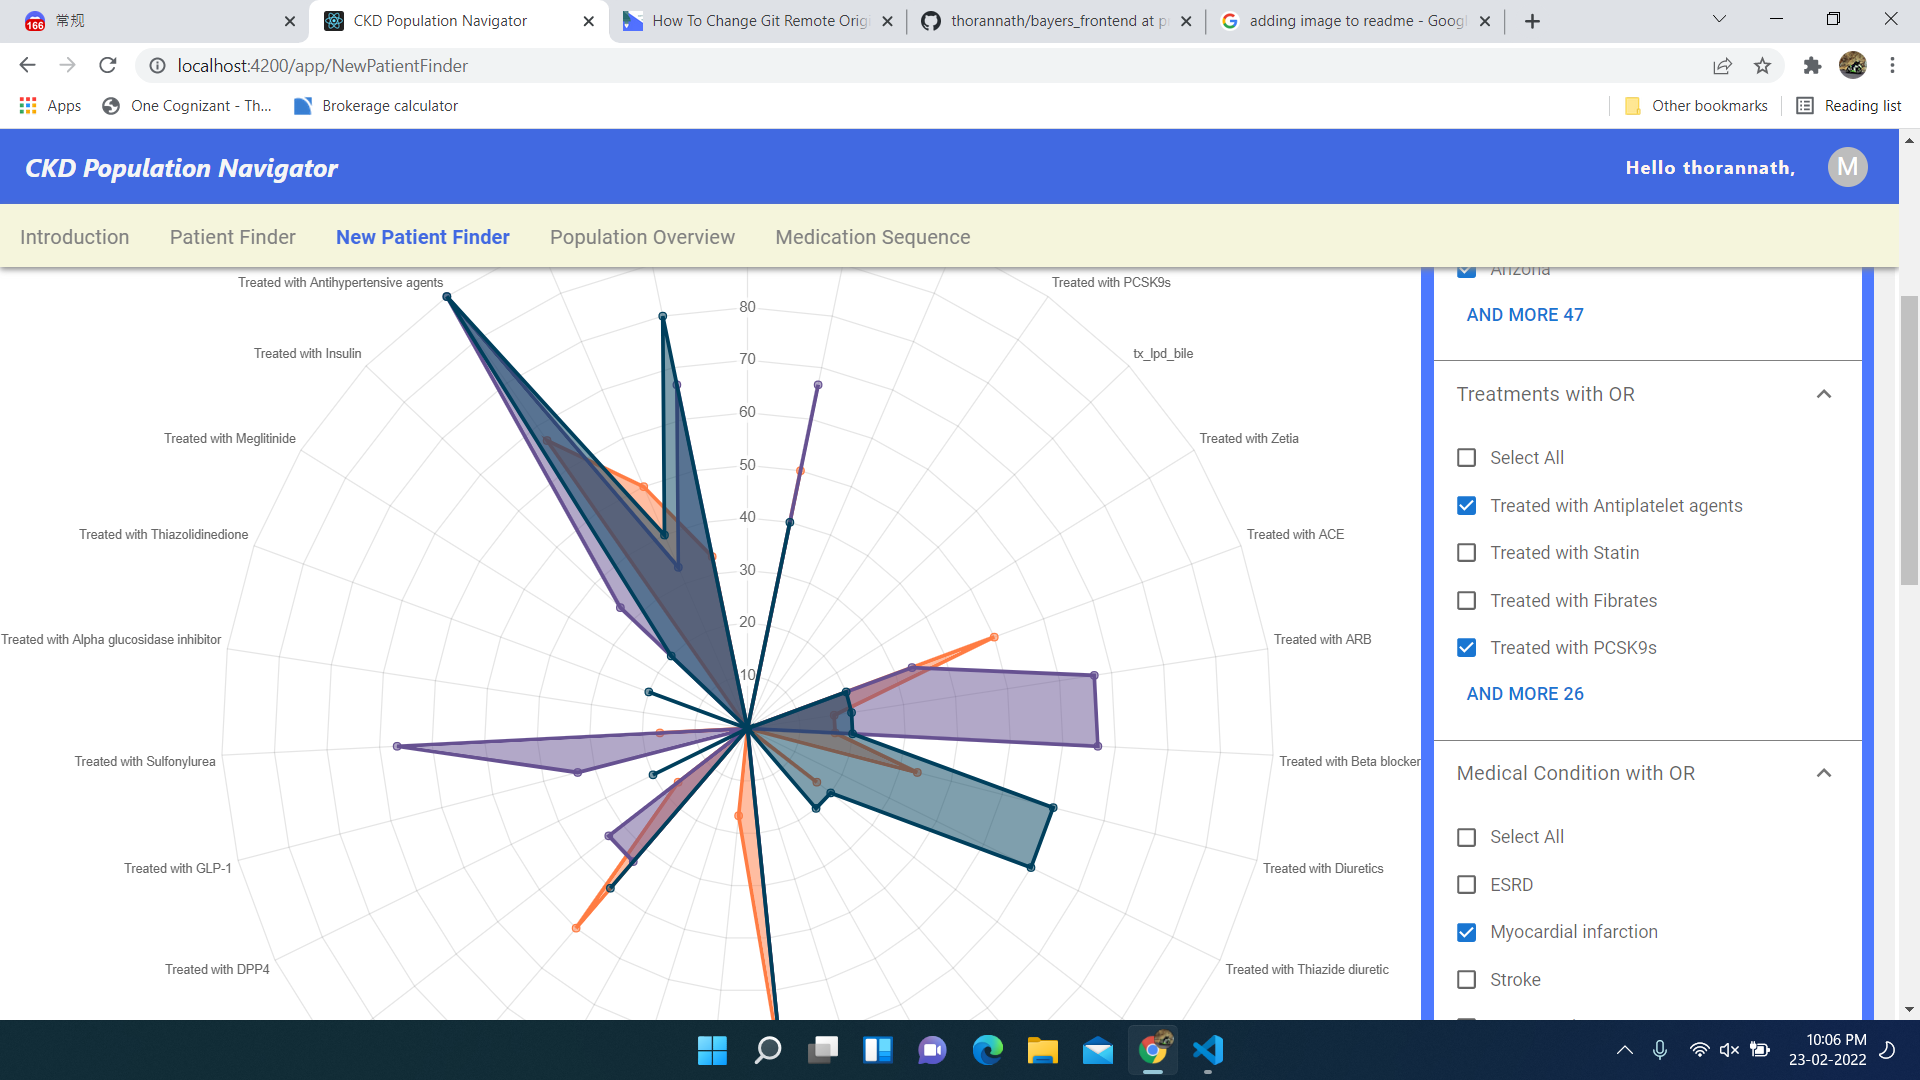 166
常规
CKD Population Navigator
How To Change Git Remote Orig
thorannath/bayers_frontend at p
adding image to readme - Googl
localhost:4200/app/NewPatientFinder
Apps
One Cognizant - Th...
Brokerage calculator
Other bookmarks
Reading list
CKD Population Navigator
Hello thorannath,
M
Introduction
Patient Finder
New Patient Finder
Population Overview
Medication Sequence
Treated with Antihypertensive agents
Treated with Insulin
Treated with Meglitinide
Treated with Thiazolidinedione
Treated with Alpha glucosidase inhibitor
Treated with Sulfonylurea
Treated with GLP-1
Treated with DPP4
80
70
60
50
40
30
20
10
Treated with PCSK9s
tx_lpd_bile
Treated with Zetia
Treated with ACE
Treated with ARB
Treated with Beta blocker
Treated with Diuretics
Treated with Thiazide diuretic
Arizona
AND MORE 47
Treatments with OR
Select All
Treated with Antiplatelet agents
Treated with Statin
Treated with Fibrates
Treated with PCSK9s
AND MORE 26
Medical Condition with OR
Select All
ESRD
Myocardial infarction
Stroke
10:06 PM
23-02-2022